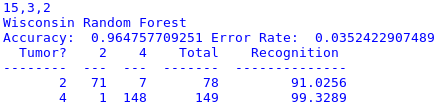 15,3,2
Wisconsin Random Forest
Accuracy:  0.964757709251 Error Rate:  0.0352422907489
  Tumor?    2    4     Total     Recognition
--------  ---  ---   -------  --------------
       2   71    7        78         91.0256
       4    1  148       149         99.3289